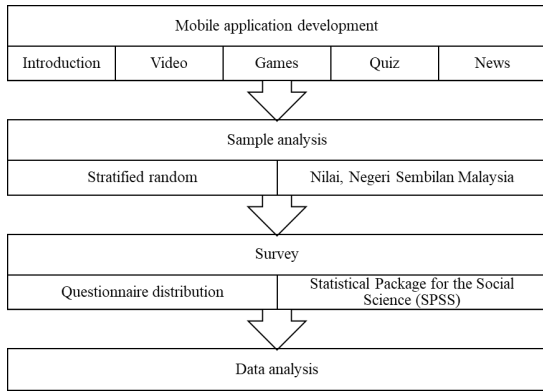 Mobile application development
Introduction
Video
Games
Quiz
News
Sample analysis
Stratified random
Nilai, Negeri Sembilan Malaysia
Survey
Questionnaire distribution
Statistical Package for the Social
Science (SPSS)
Data analysis